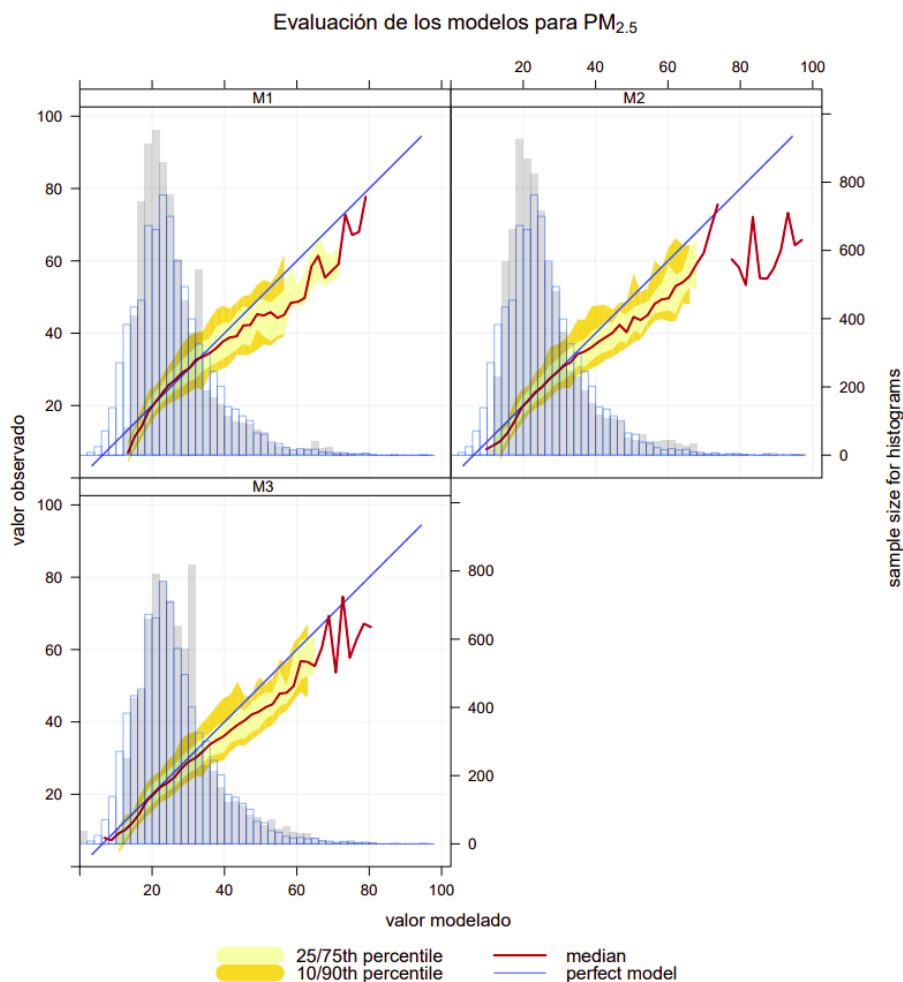 Evaluación de los modelos para PM2.5
20 40 60 80 100
M1 M2
100
80
60
40
20
800
600
400
200
0
valor observado
sample size for histograms
M3
100
80
60
40
20
800
600
400
200
0
20 40 60 80 100
valor modelado
25/75th percentile median
10/90th percentile perfect model